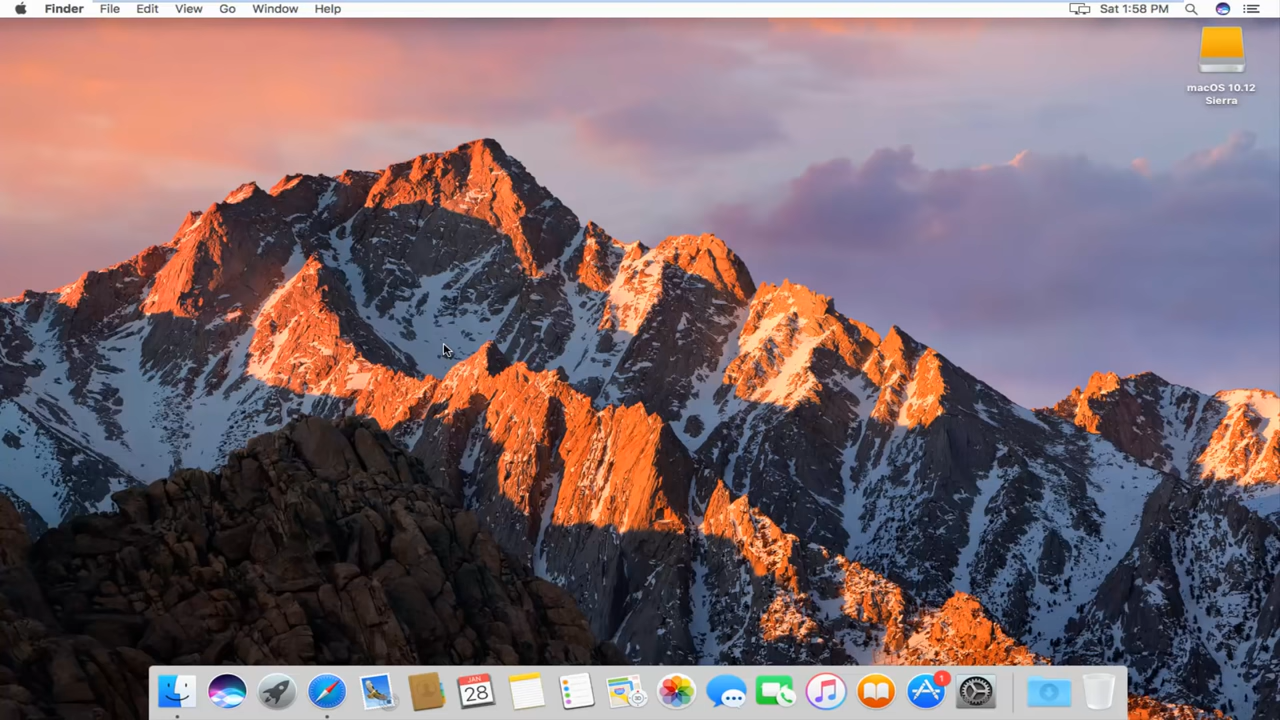 Finder File Edit View Go Window Help Sat 1:58 PM
macOS 10.12
Sierra
JAN
28
1